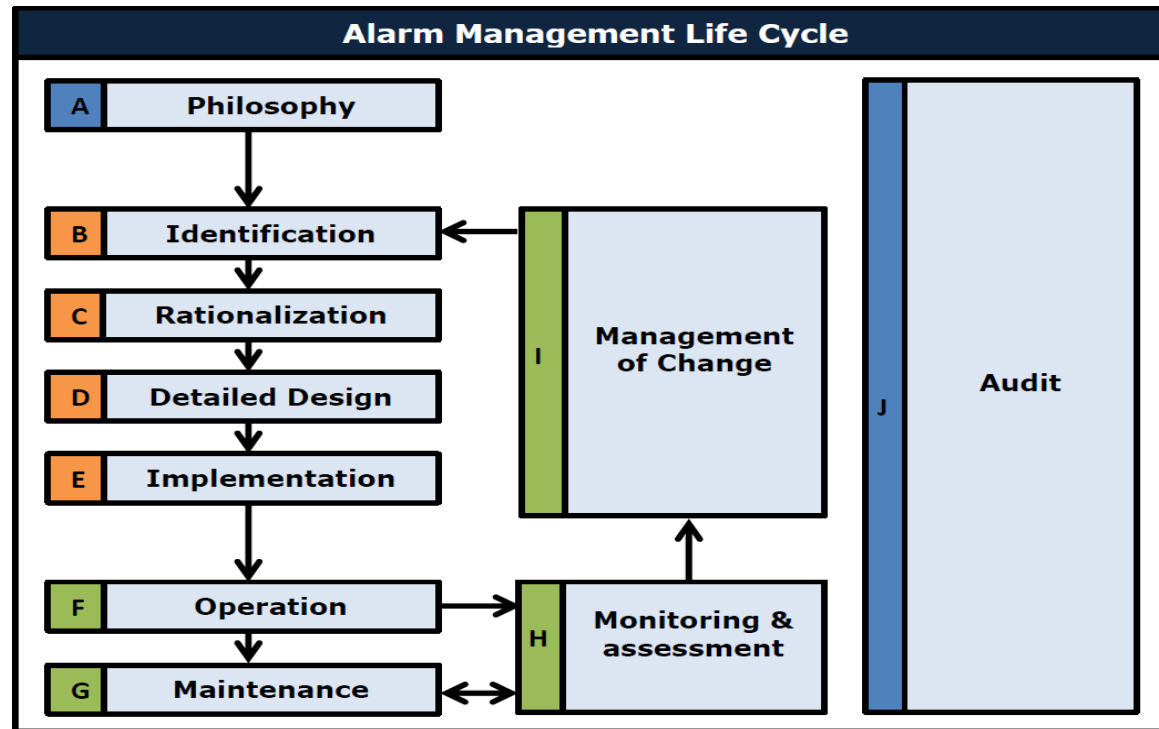 Alarm Management Life Cycle
A Philosophy
B Identification
C Rationalization
D Detailed Design
E Implementation
F Operation
G Maintenance
H Monitoring &
assessment
I Management
of Change
J Audit